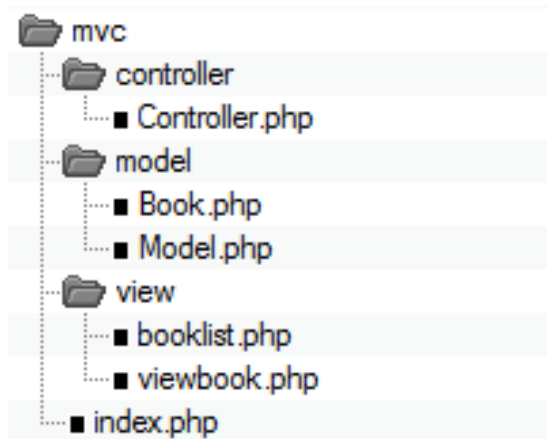 mvc
controller
Controller.php
model
Book.php
Model.php
view
booklist.php
viewbook.php
index.php